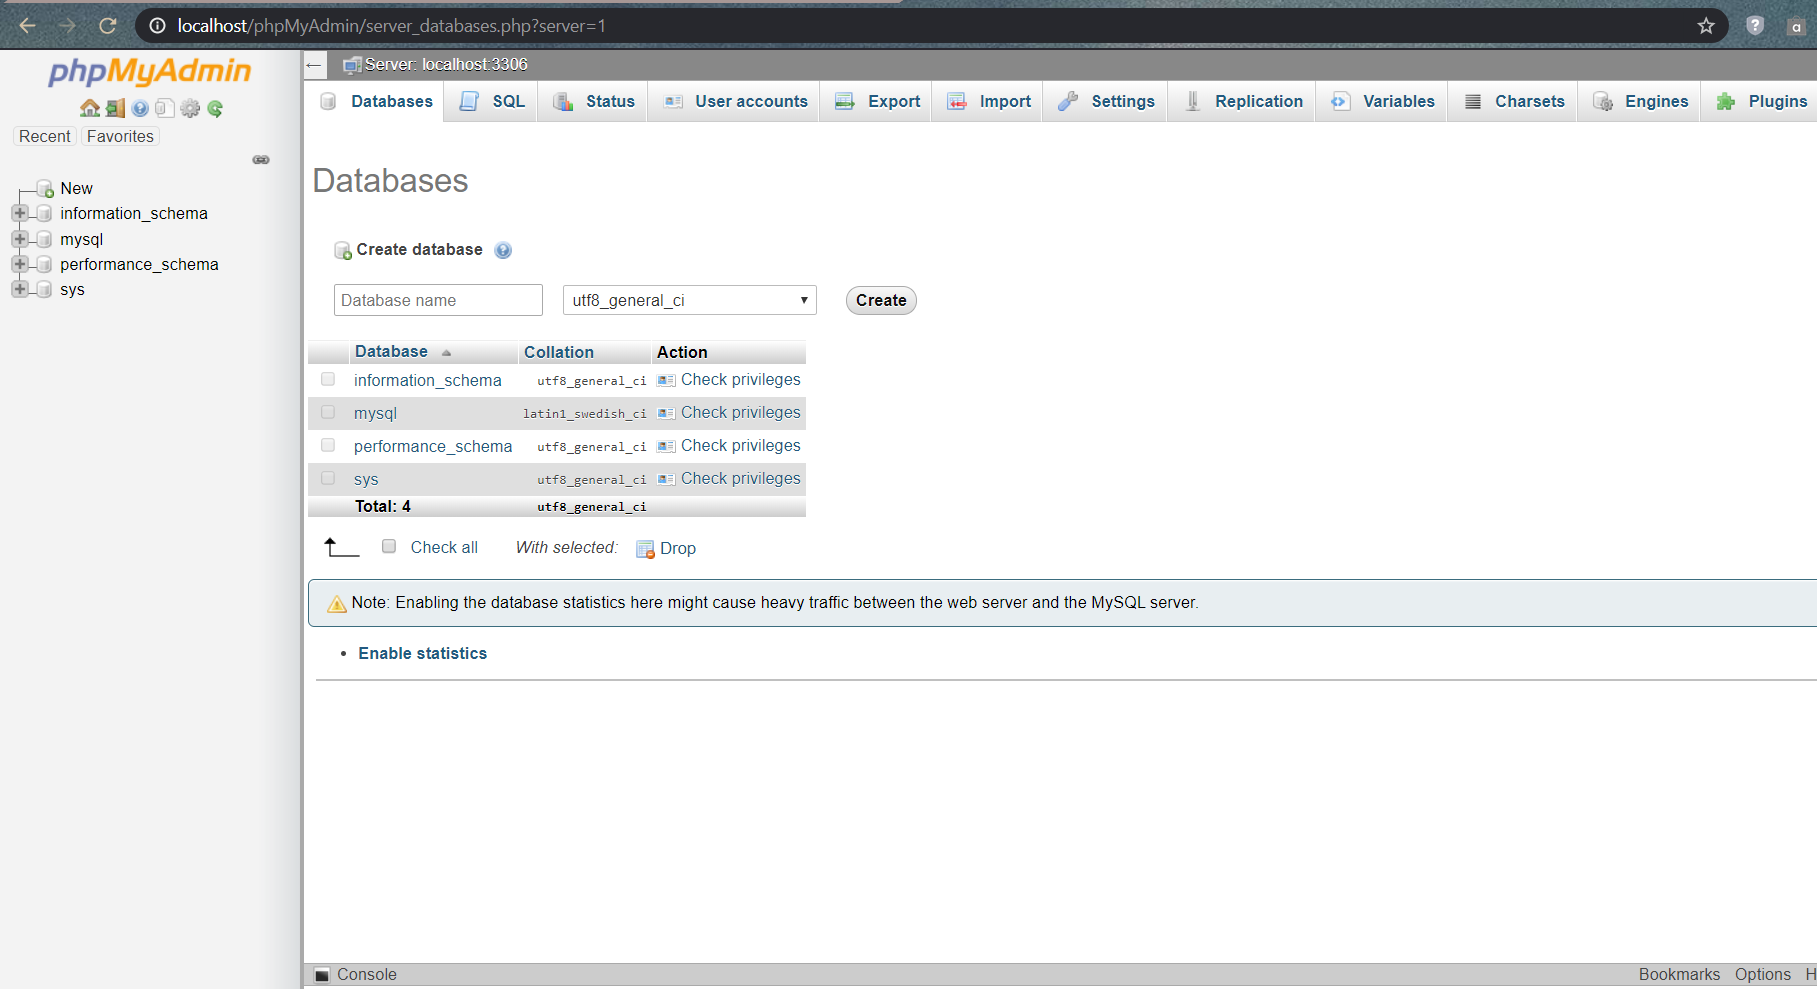 localhost/phpMyAdmin/server_databases.php?server=1
a
phpMyAdmin
Recent Favorites
New
information_schema
mysql
performance_schema
sys
Server: localhost:3306
Databases SQL Status User accounts Export Import Settings Replication Variables Charsets Engines Plugins
Databases
Create database
Database name utf8_general_ci Create
Database Collation Action
information_schema utf8_general_ci Check privileges
mysql latin1_swedish_ci Check privileges
performance_schema utf8_general_ci Check privileges
sys utf8_general_ci Check privileges
Total: 4 utf8_general_ci
Check all With selected: Drop
Note: Enabling the database statistics here might cause heavy traffic between the web server and the MySQL server.
• Enable statistics
Console Bookmarks Options H